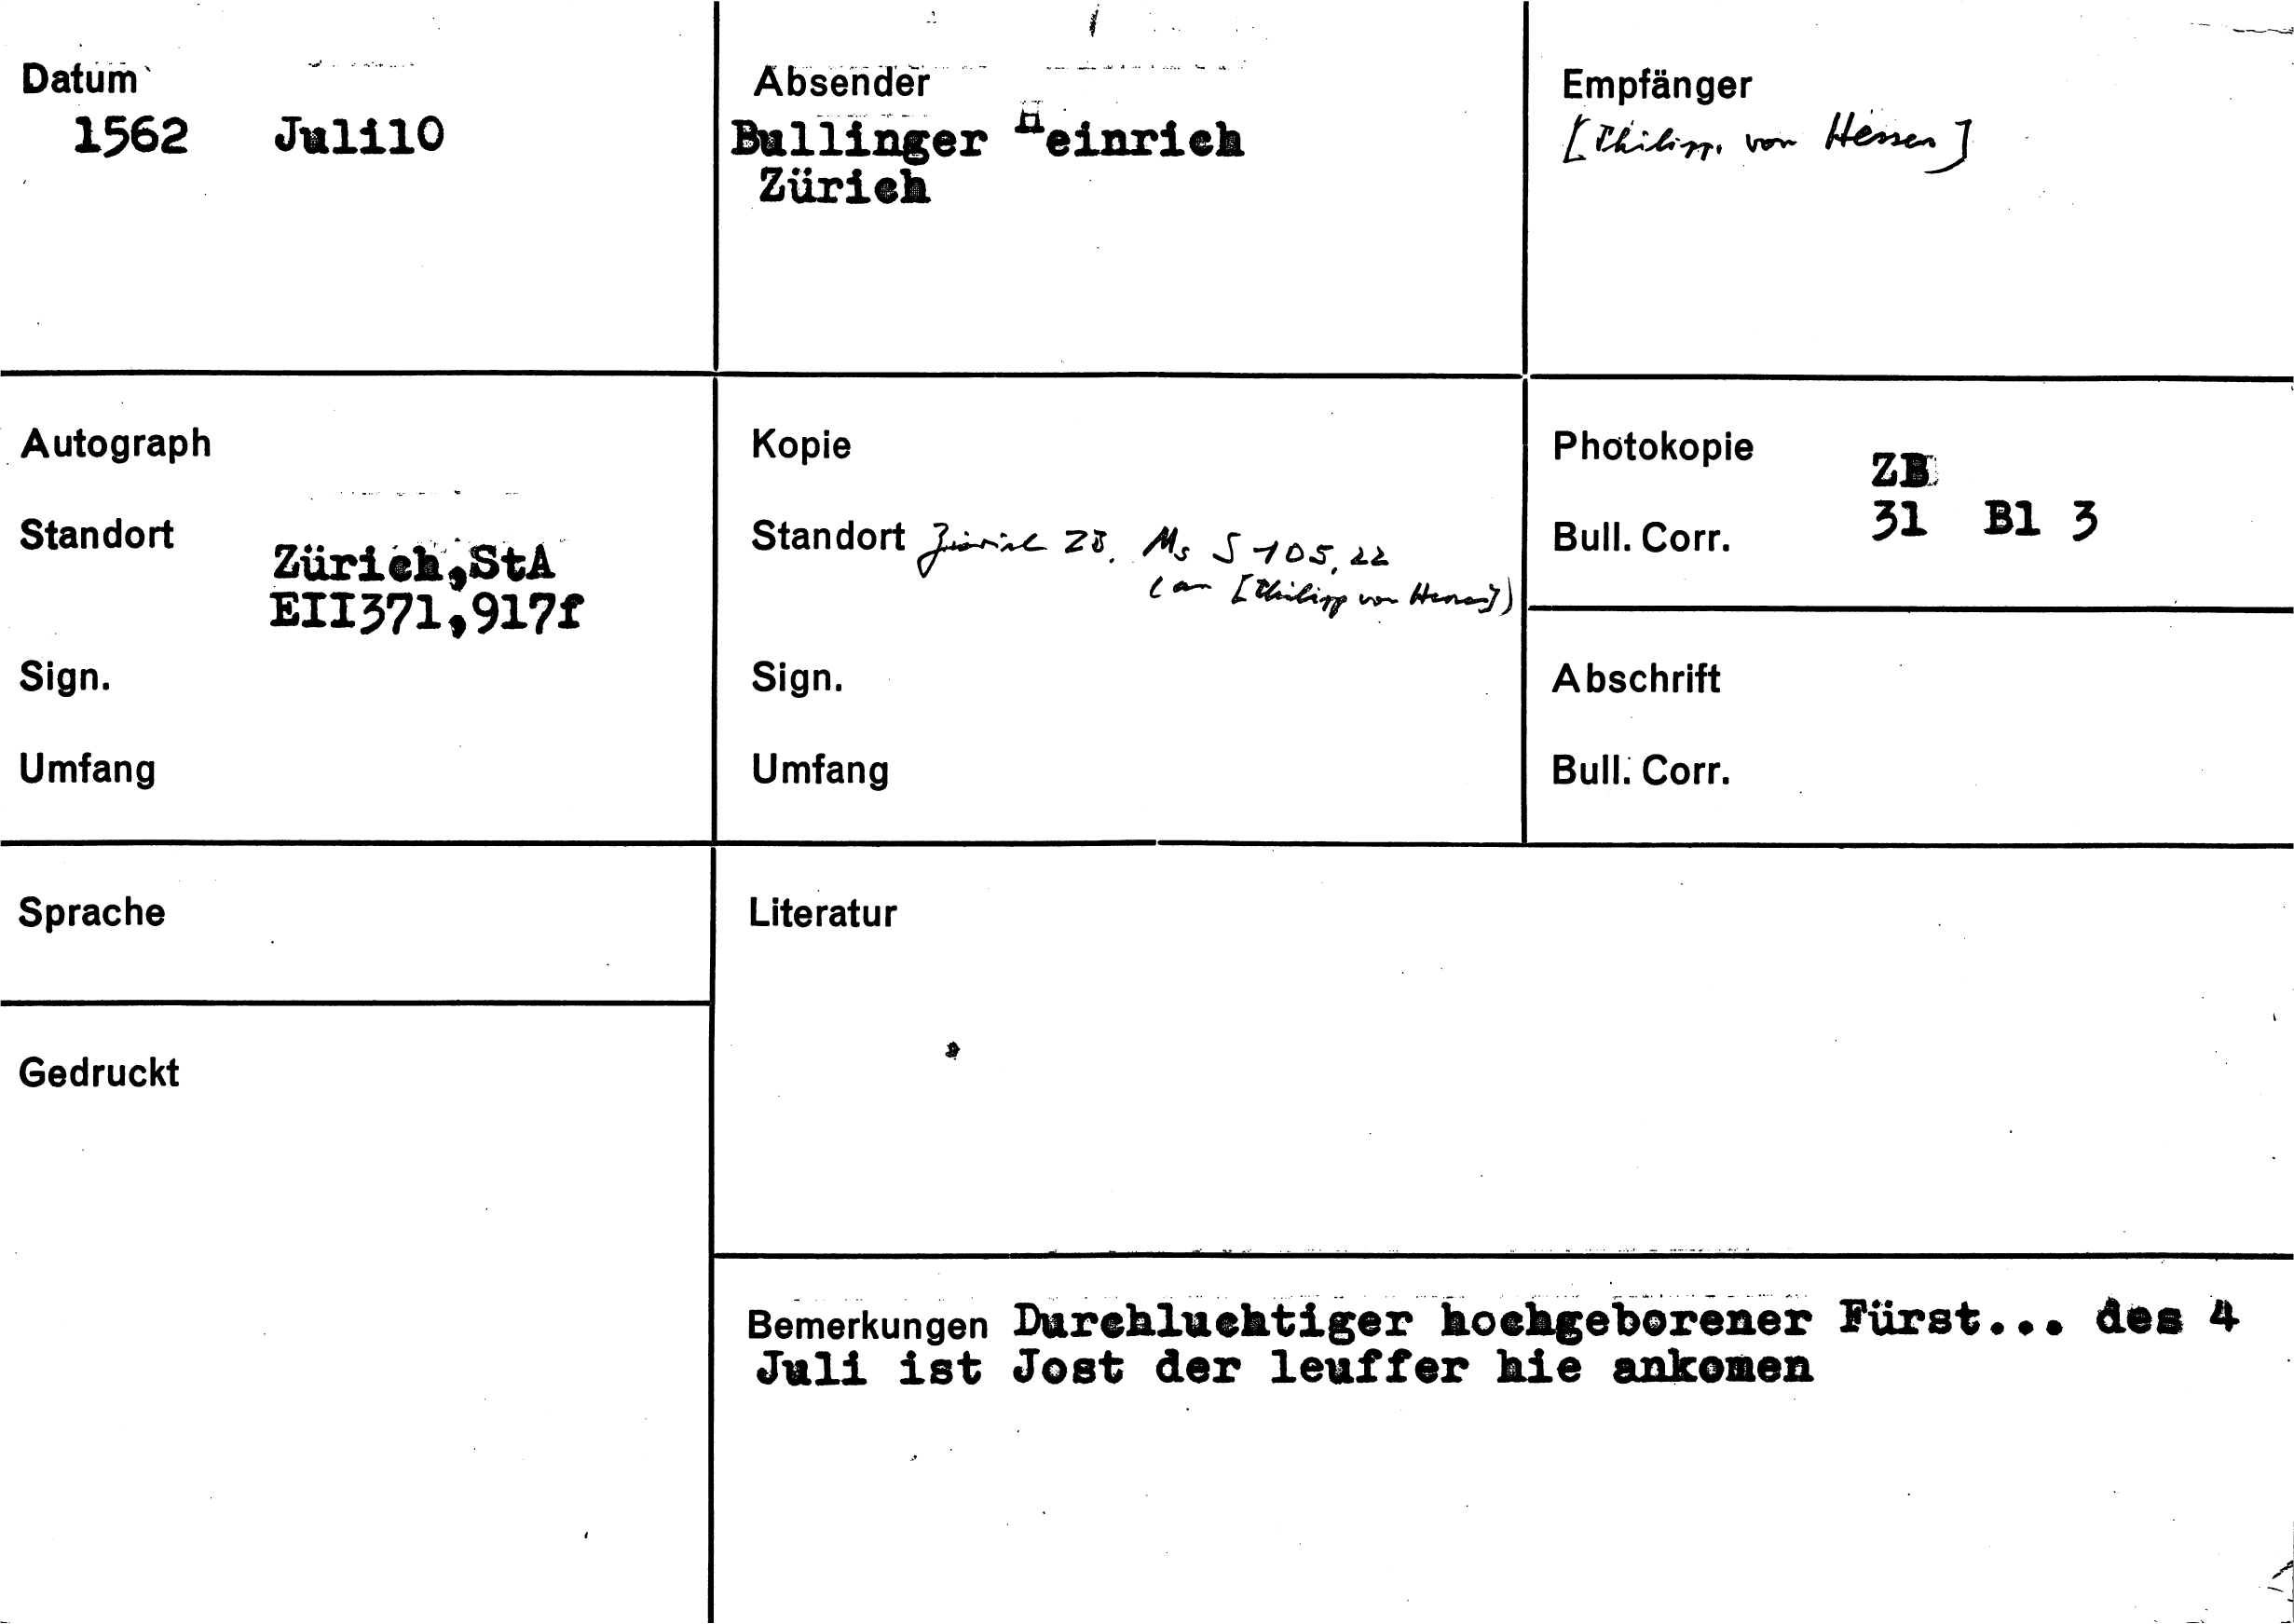 Datum
1562 Juli10
Absender
Bullinger Heinrich
Zürich
Empfänger
[Philipp. von Hessen]
Autograph
Standort
Zürich,StA
EII371,917f
Sign.
Umfang
Kopie
Standort Zürich ZB. Ms S 105,22
(an [Philipp von Hessen])
Sign.
Umfang
Photokopie ZB
Bull. Corr. 31 Bl 3
Abschrift
Bull. Corr.
Sprache
Gedruckt
Literatur
Bemerkungen Durchluchtiger hochgeborener Fürst... des 4
Juli ist Jost der leuffer hie ankomen